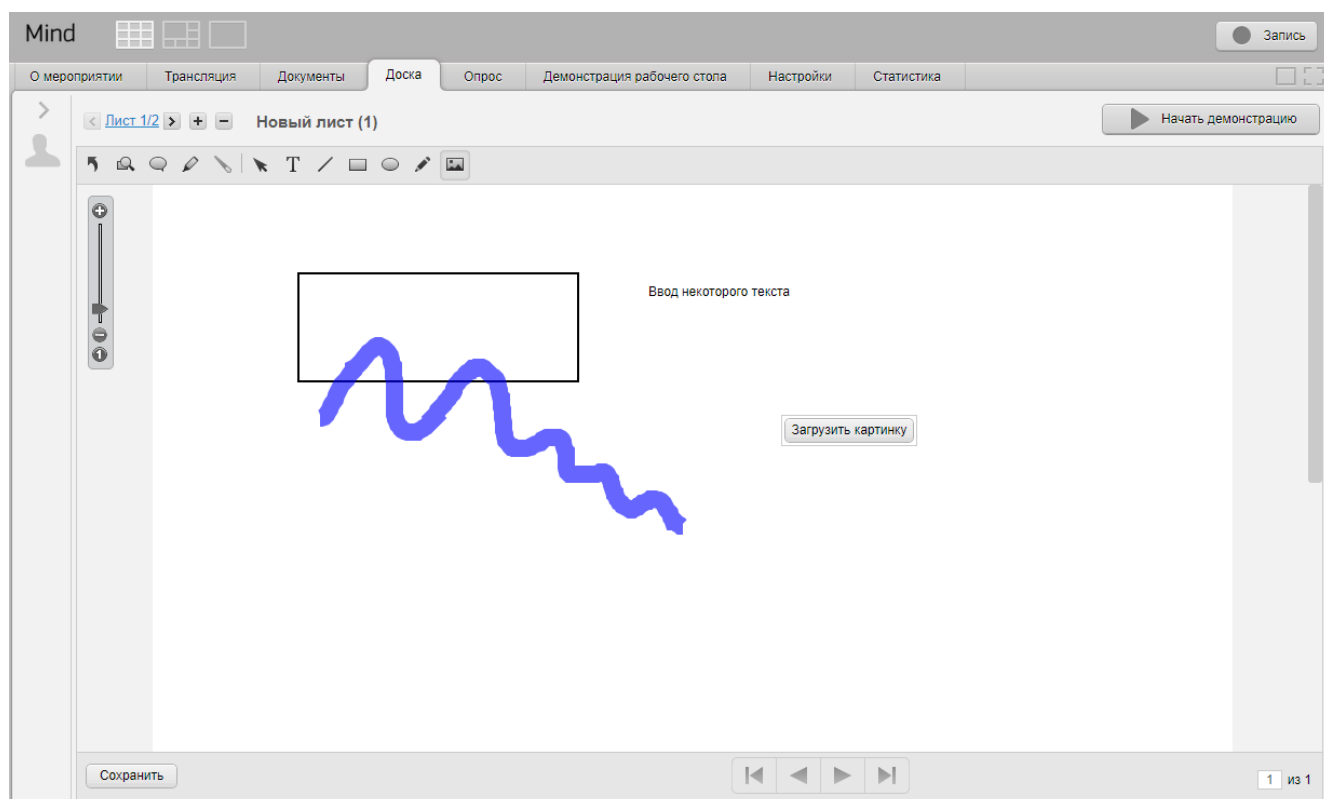 Mind
Запись
О мероприятии Трансляция Документы Доска Опрос Демонстрация рабочего стола Настройки Статистика
Лист 1/2 Новый лист (1)
Начать демонстрацию
T
Ввод некоторого текста
1
Загрузить картинку
Сохранить
1 из 1